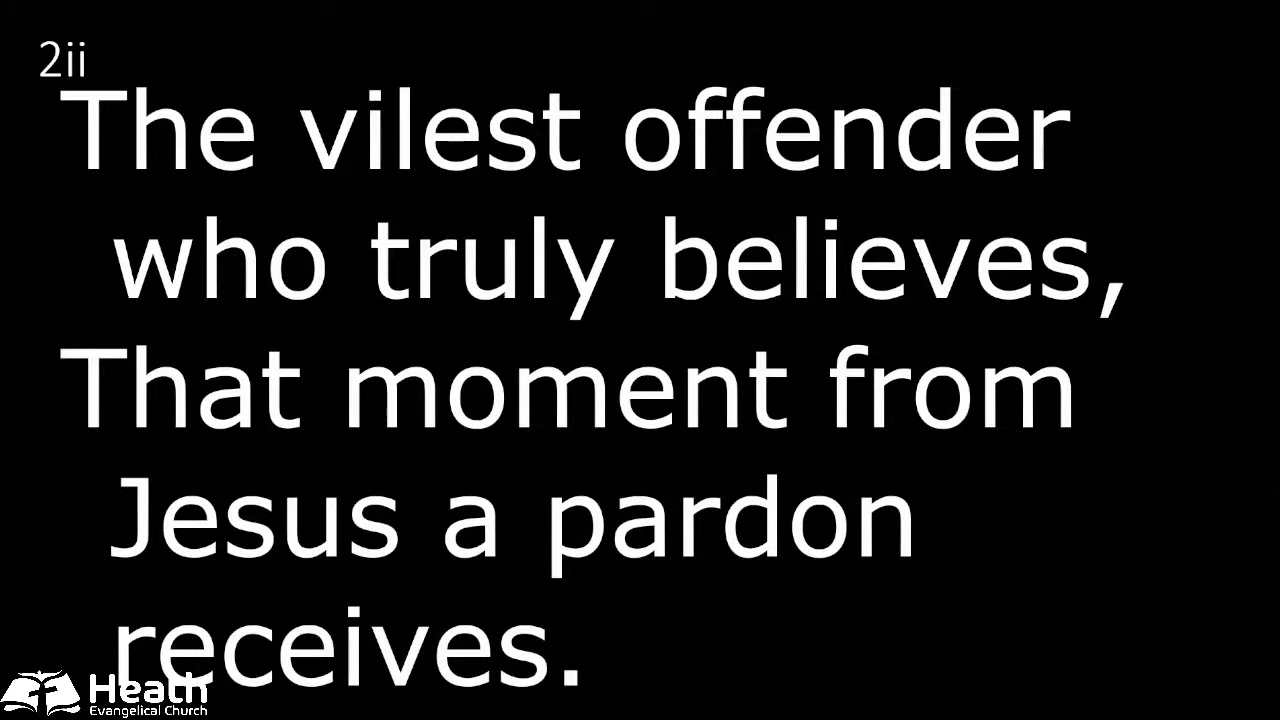 2ii
The vilest offender
who truly believes,
That moment from
Jesus a pardon
receives.
Heath
Evangelical Church